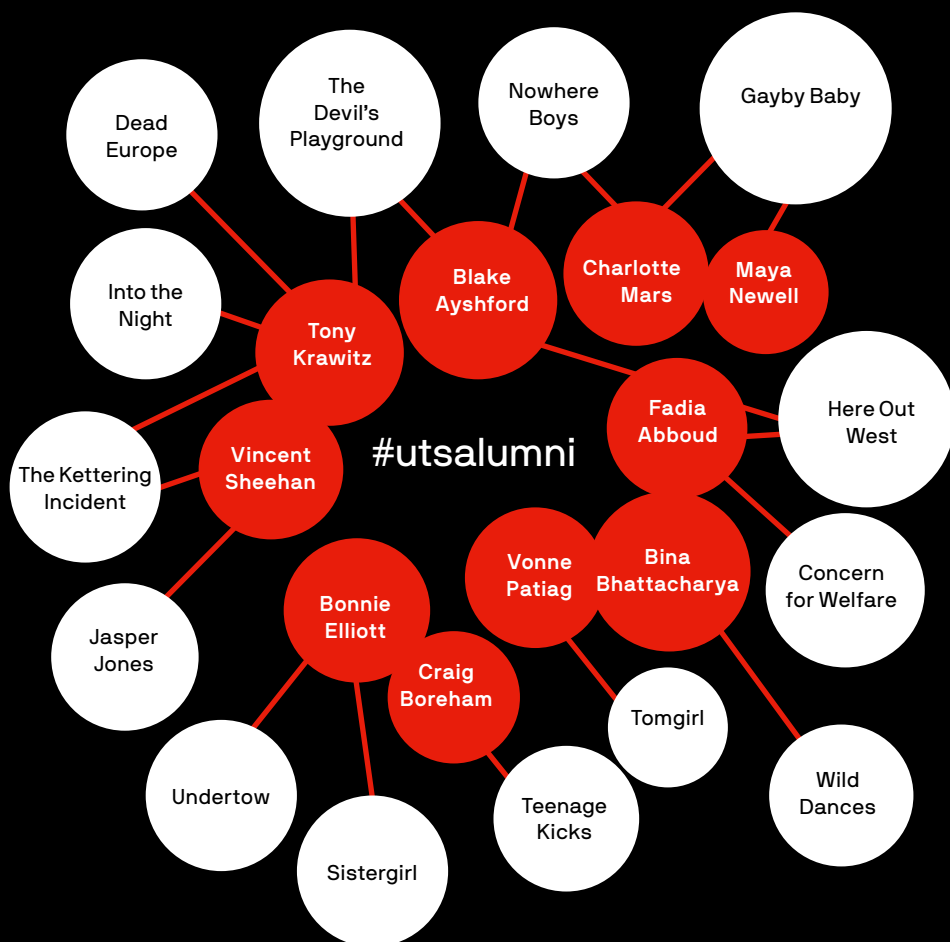 Dead
Europe
The
Devil's
Playground
Nowhere
Boys
Gayby Baby
Into the
Night
Tony
Krawitz
Blake
Ayshford
Charlotte
Mars
Maya
Newell
The Kettering
Incident
Vincent
Sheehan
#utsalumni
Fadia
Abboud
Here Out
West
Jasper
Jones
Bonnie
Elliott
Craig
Boreham
Vonne
Patiag
Bina
Bhattacharya
Concern
for Welfare
Undertow
Sistergirl
Teenage
Kicks
Tomgirl
Wild
Dances